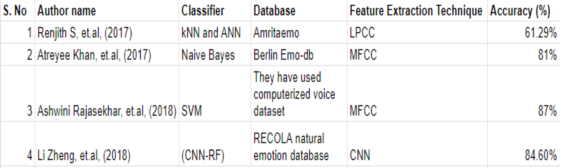 S. No Author name Classifier Database Feature Extraction Technique Accuracy (%)
1 Renjith S, et.al, (2017) kNN and ANN Amritaemo LPCC 61.29%
2 Atreyee Khan, et.al, (2017) Naive Bayes Berlin Emo-db MFCC 81%
They have used
computerized voice
3 Ashwini Rajasekhar, et.al, (2018) SVM dataset MFCC 87%
RECOLA natural
4 Li Zheng, et.al, (2018) (CNN-RF) emotion database CNN 84.60%